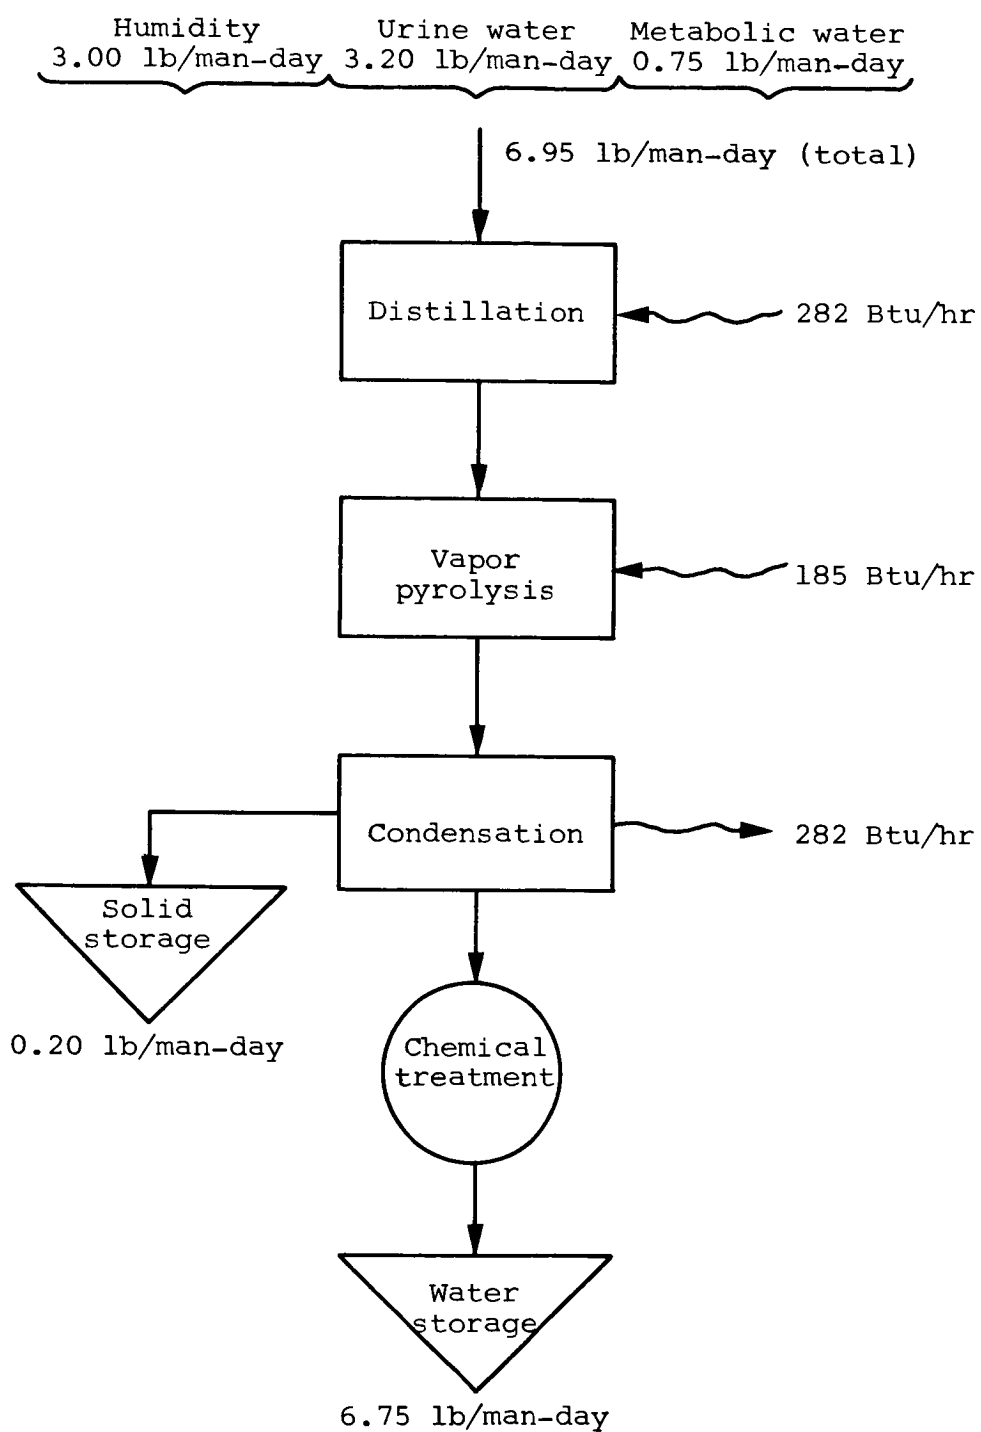 Humidity
3.00 lb/man-day
Urine water
3.20 lb/man-day
Metabolic water
0.75 lb/man-day
6.95 lb/man-day (total)
Distillation
282 Btu/hr
Vapor
pyrolysis
185 Btu/hr
Condensation
282 Btu/hr
Solid
storage
0.20 lb/man-day
Chemical
treatment
Water
storage
6.75 lb/man-day